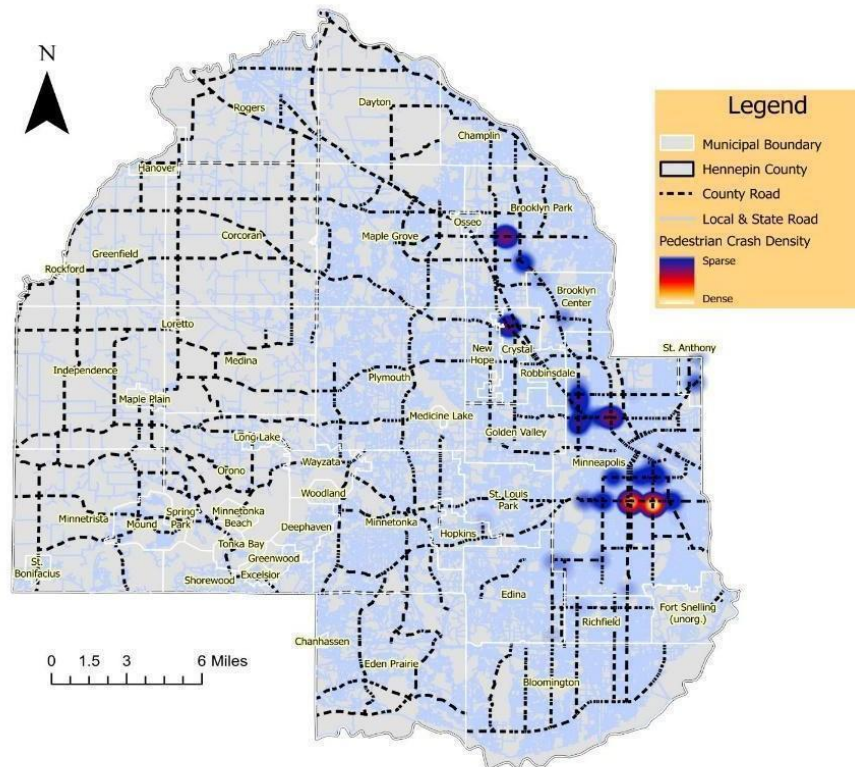 N
Legend
Municipal Boundary
Hennepin County
County Road
Local & State Road
Pedestrian Crash Density
Sparse
Dense
Rogers
Dayton
Champlin
Hanover
Osseo
Brooklyn Park
Corcoran
Maple Grove
Greenfield
Rockford
Brooklyn
Center
Loretto
St. Anthony
New
Hope
Crystal
Medina
Robbinsdale
Independence
Plymouth
Maple Plain
Medicine Lake
Golden Valley
Long Lake
Minneapolis
Wayzata
Orono
Woodland
St. Louis
Park
Minnetrista
Mound
Spring
Park
Minnetonka
Beach
Deephaven
Minnetonka
Hopkins
Tonka Bay
Greenwood
St.
Bonifacius
Shorewood
Excelsior
Edina
Richfield
Fort Snelling
(unorg.)
Chanhassen
Eden Prairie
Bloomington
0 1.5 3 6 Miles